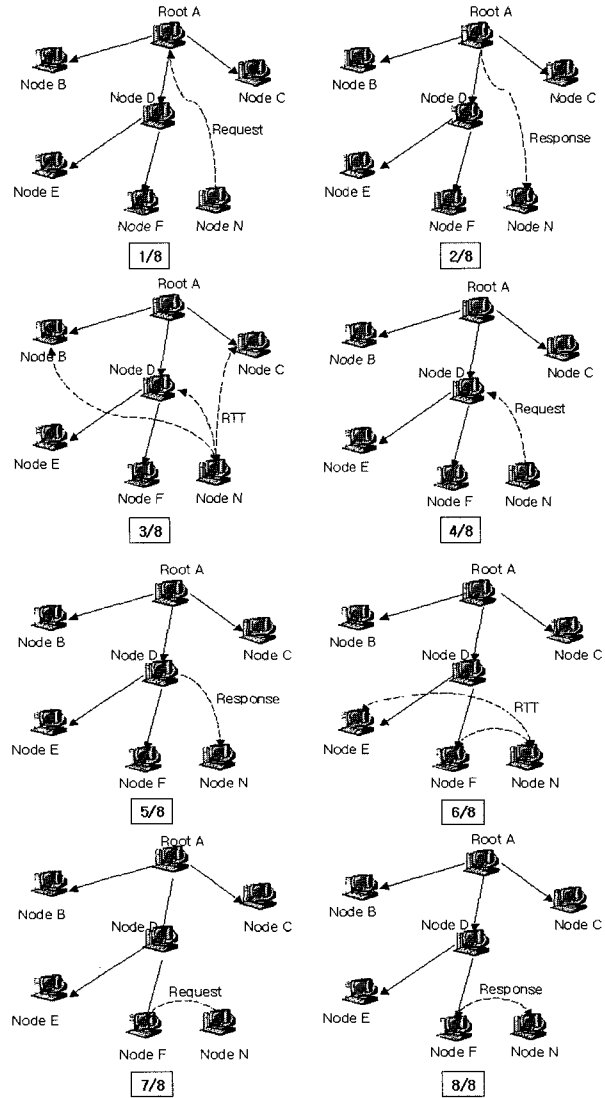 Root A
Node B
Node C
Node D
Request
Node E
Node F
Node N
1/8
Root A
Node B
Node C
Node D
Response
Node E
Node F
Node N
2/8
Root A
Node B
Node C
Node D
RTT
Node E
Node F
Node N
3/8
Root A
Node B
Node C
Node D
Request
Node E
Node F
Node N
4/8
Root A
Node B
Node C
Node D
Response
Node E
Node F
Node N
5/8
Root A
Node B
Node C
Node D
RTT
Node E
Node F
Node N
6/8
Root A
Node B
Node C
Node D
Request
Node E
Node F
Node N
7/8
Root A
Node B
Node C
Node D
Response
Node E
Node F
Node N
8/8